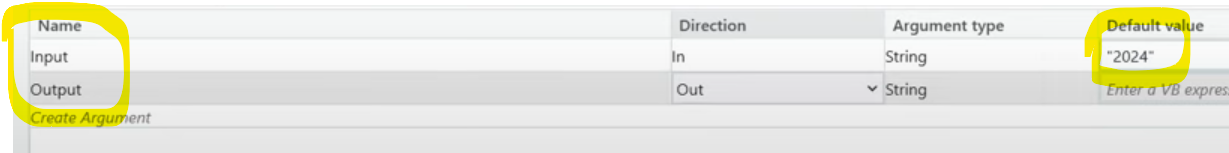 Name Direction Argument type Default value
Input In String "2024"
Output Out String Enter a VB expres
Create Argument